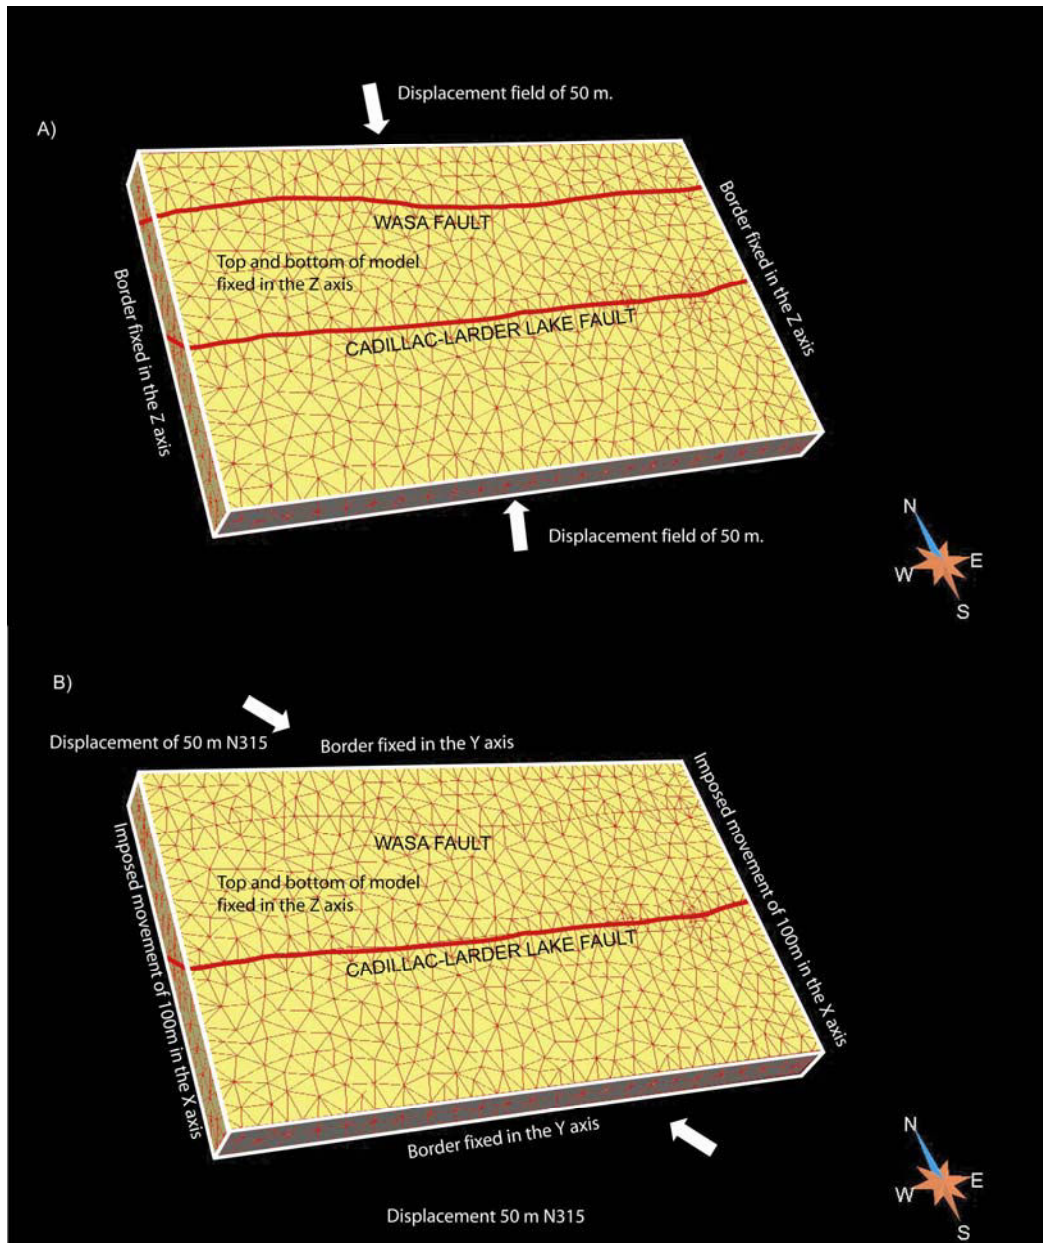 A)
Displacement field of 50 m.
WASA FAULT
Top and bottom of model
fixed in the Z axis
CADILLAC-LARDER LAKE FAULT
Border fixed in the Z axis
Border fixed in the Z axis
Displacement field of 50 m.
N
W
E
S
B)
Displacement of 50 m N315
Border fixed in the Y axis
WASA FAULT
Top and bottom of model
fixed in the Z axis
CADILLAC-LARDER LAKE FAULT
Imposed movement of 100m in the X axis
Imposed movement of 100m in the X axis
Border fixed in the Y axis
Displacement 50 m N315
N
W
E
S